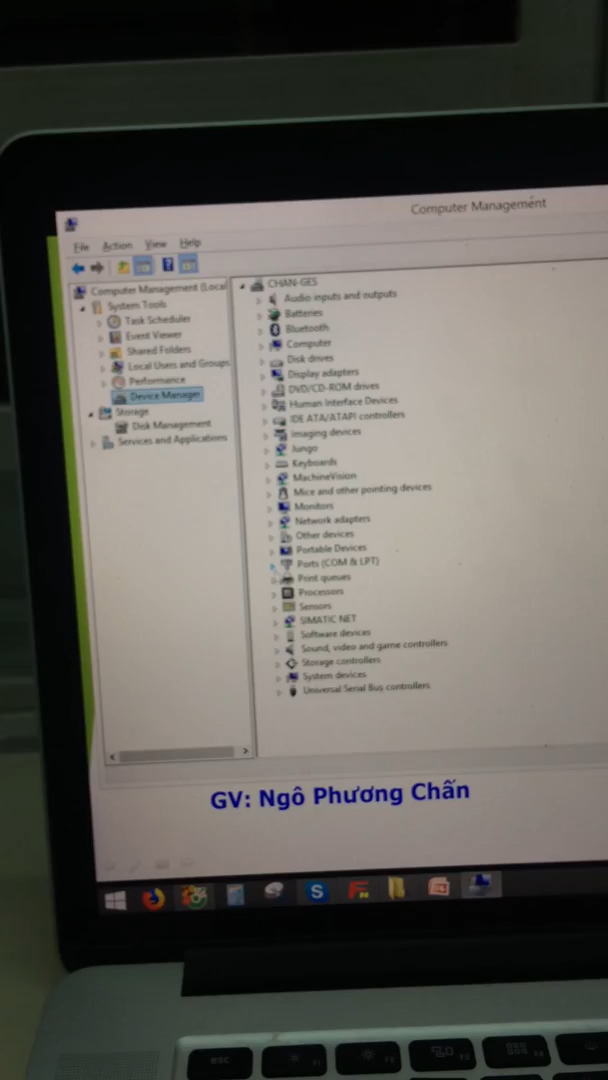 Computer Management
File Action View Help
Computer Management (Local
System Tools
Task Scheduler
Event Viewer
Shared Folders
Local Users and Groups
Performance
Device Manager
Storage
Disk Management
Services and Applications
CHAN-GES
Audio inputs and outputs
Batteries
Bluetooth
Computer
Disk drives
Display adapters
DVD/CD-ROM drives
Human Interface Devices
IDE ATA/ATAPI controllers
Imaging devices
Jungo
Keyboards
MachineVision
Mice and other pointing devices
Monitors
Network adapters
Other devices
Portable Devices
Ports (COM & LPT)
Print queues
Processors
Sensors
SIMATIC NET
Software devices
Sound, video and game controllers
Storage controllers
System devices
Universal Serial Bus controllers
GV: Ngô Phương Chấn
esc F1 F2 F3 F4